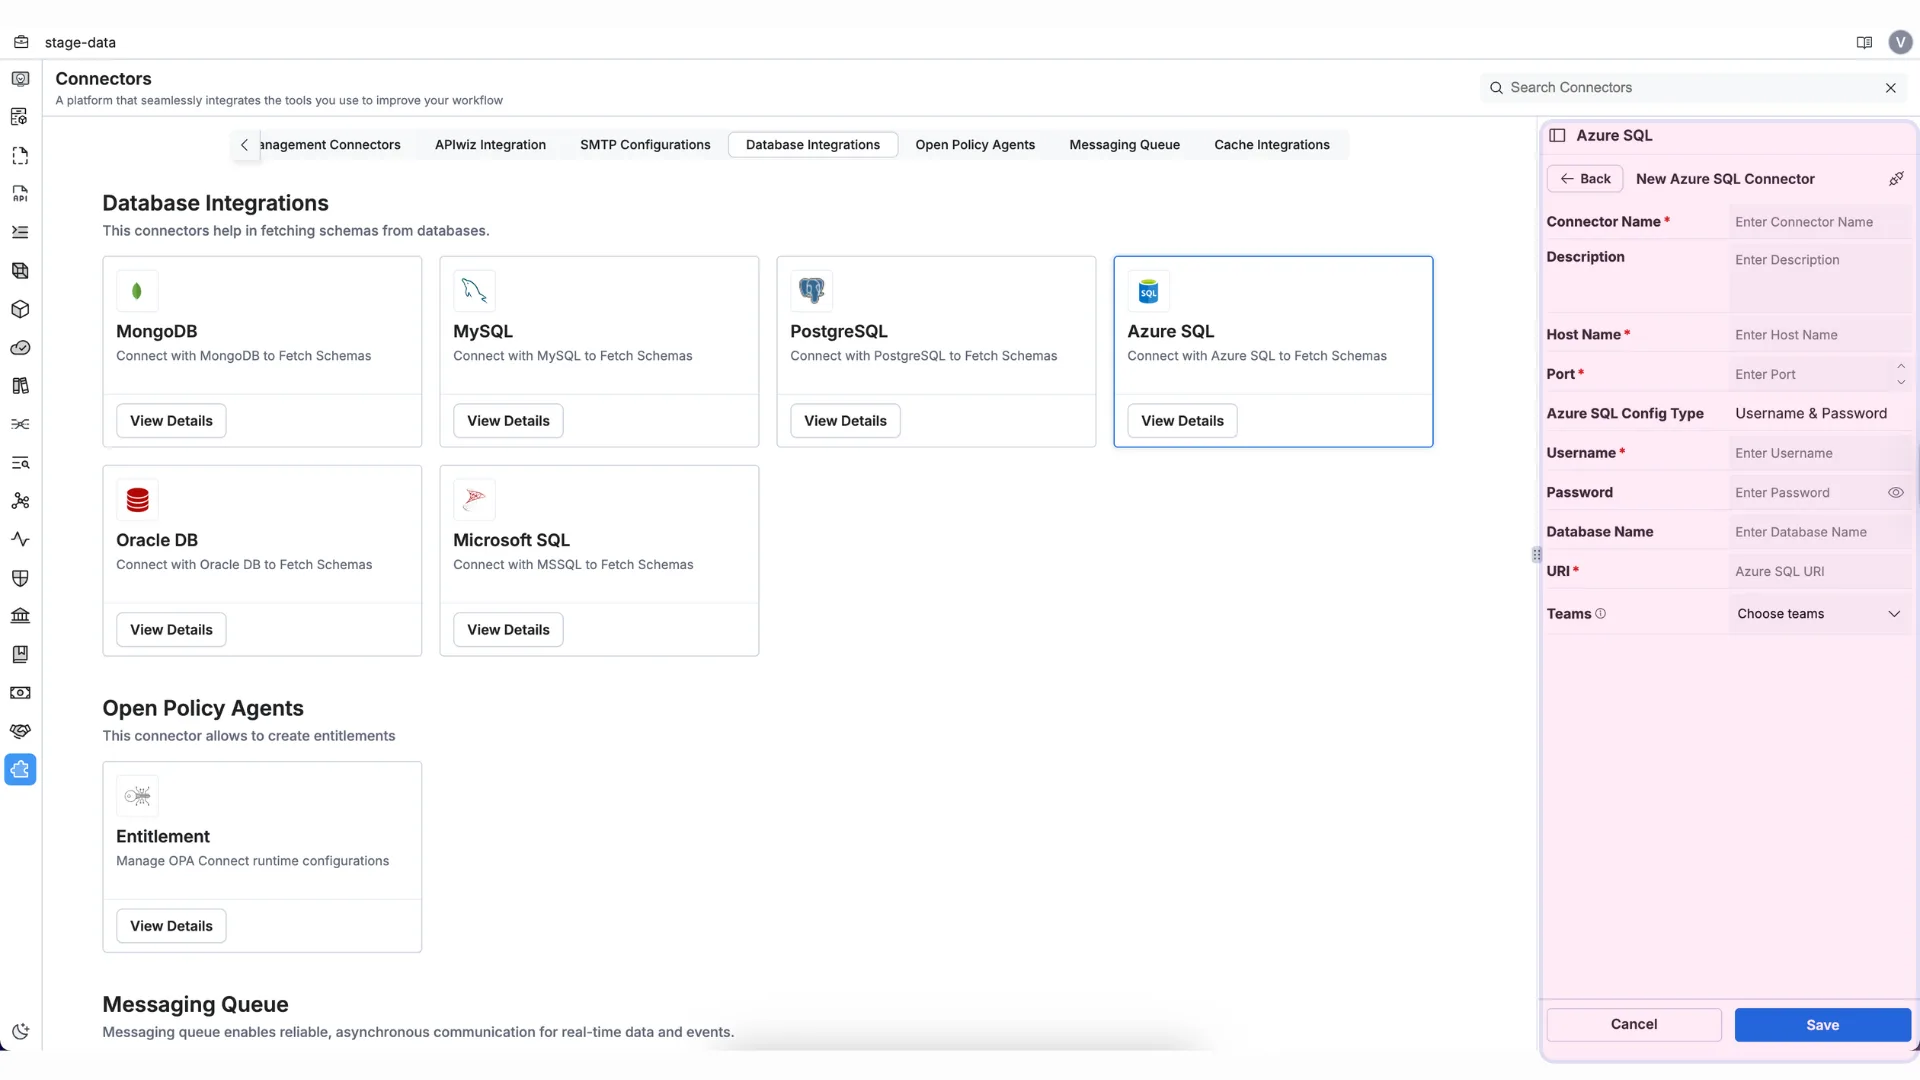 stage-data
V
Connectors
A platform that seamlessly integrates the tools you use to improve your workflow
Search Connectors
anagement Connectors
APIwiz Integration
SMTP Configurations
Database Integrations
Open Policy Agents
Messaging Queue
Cache Integrations
Database Integrations
This connectors help in fetching schemas from databases.
MongoDB
Connect with MongoDB to Fetch Schemas
View Details
MySQL
Connect with MySQL to Fetch Schemas
View Details
PostgreSQL
Connect with PostgreSQL to Fetch Schemas
View Details
SQL
Azure SQL
Connect with Azure SQL to Fetch Schemas
View Details
Oracle DB
Connect with Oracle DB to Fetch Schemas
View Details
Microsoft SQL
Connect with MSSQL to Fetch Schemas
View Details
Open Policy Agents
This connector allows to create entitlements
Entitlement
Manage OPA Connect runtime configurations
View Details
Messaging Queue
Messaging queue enables reliable, asynchronous communication for real-time data and events.
API
Azure SQL
Back
New Azure SQL Connector
Connector Name * Enter Connector Name
Description Enter Description
Host Name * Enter Host Name
Port * Enter Port
Azure SQL Config Type Username & Password
Username * Enter Username
Password Enter Password
Database Name Enter Database Name
URI * Azure SQL URI
Teams Choose teams
Cancel
Save